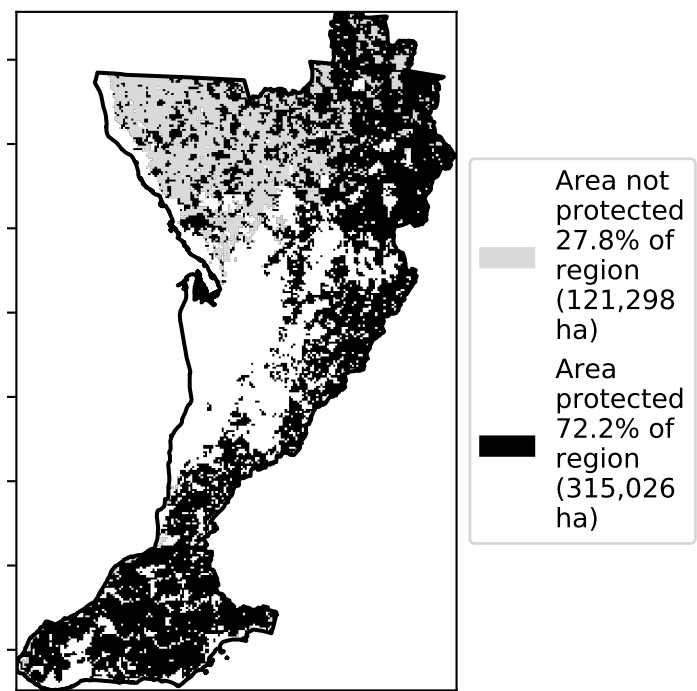 Area not
protected
27.8% of
region
(121,298
ha)
Area
protected
72.2% of
region
(315,026
ha)